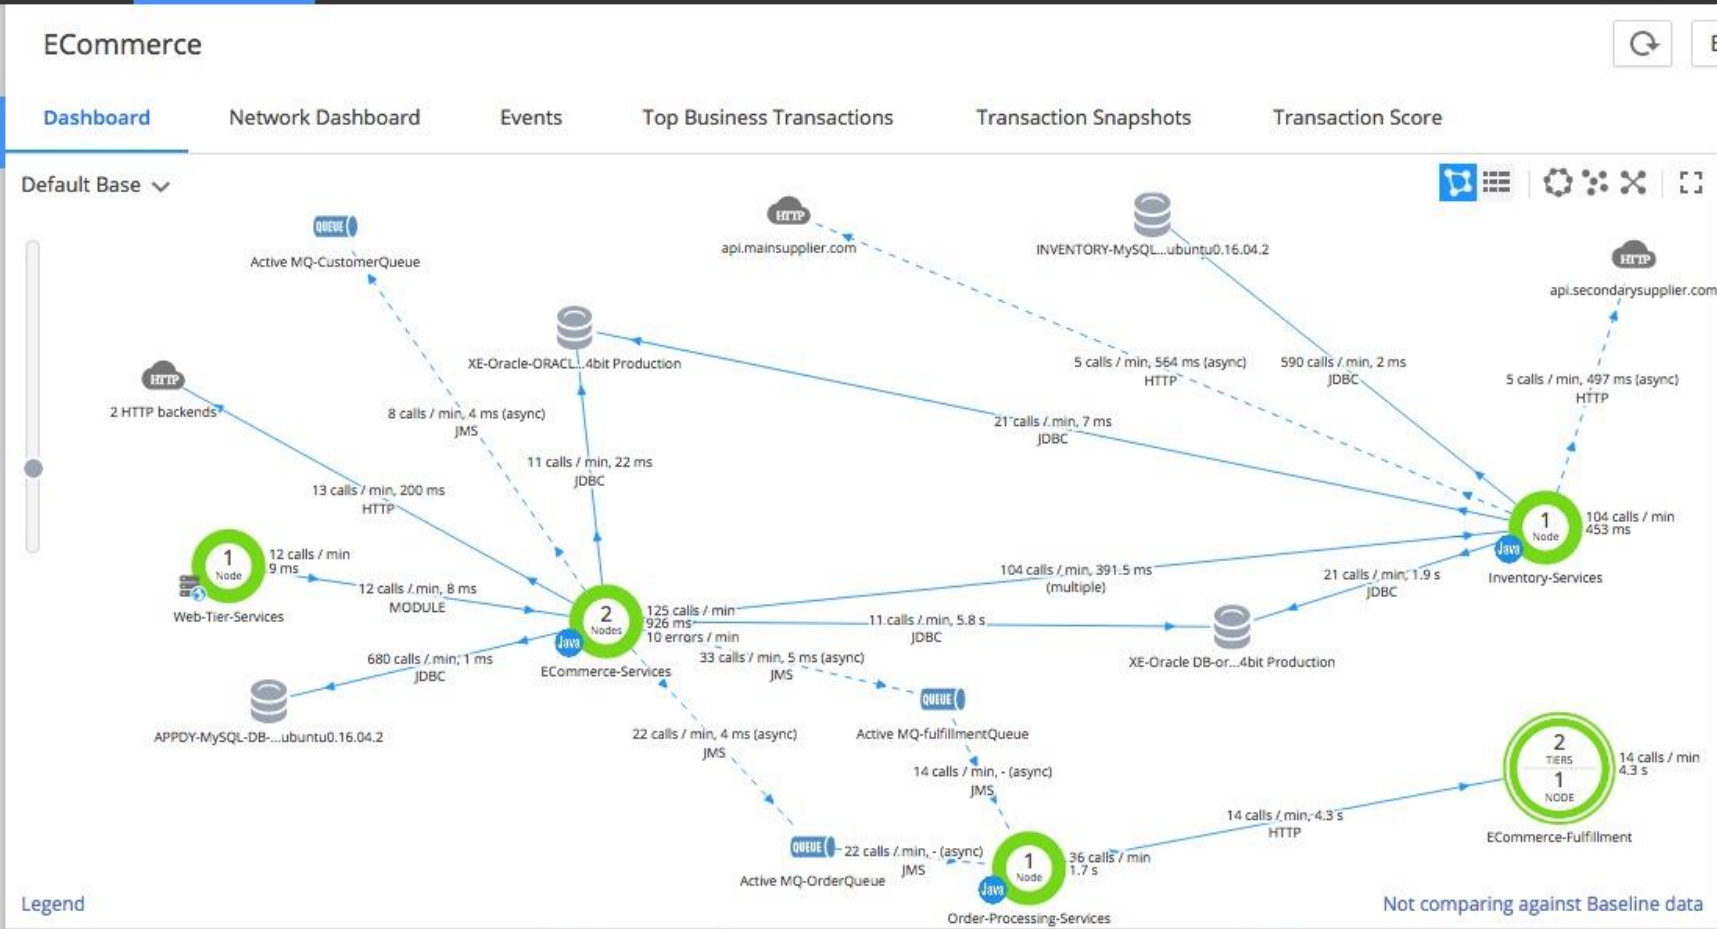 ECommerce
Dashboard
Network Dashboard
Events
Top Business Transactions
Transaction Snapshots
Transaction Score
Default Base
QUEUE
Active MQ-CustomerQueue
HTTP
api.mainsupplier.com
INVENTORY-MySQL...ubuntu0.16.04.2
HTTP
api.secondarysupplier.com
XE-Oracle-ORACL...4bit Production
HTTP
2 HTTP backends
8 calls / min, 4 ms (async)
JMS
5 calls / min, 564 ms (async)
HTTP
590 calls / min, 2 ms
JDBC
5 calls / min, 497 ms (async)
HTTP
21 calls / min, 7 ms
JDBC
11 calls / min, 22 ms
JDBC
13 calls / min, 200 ms
HTTP
1
Node
12 calls / min
9 ms
Web-Tier-Services
12 calls / min, 8 ms
MODULE
1
Node
Java
104 calls / min
453 ms
Inventory-Services
104 calls / min, 391.5 ms
(multiple)
21 calls / min, 1.9 s
JDBC
2
Nodes
Java
125 calls / min
926 ms
10 errors / min
ECommerce-Services
11 calls / min, 5.8 s
JDBC
XE-Oracle DB-or...4bit Production
680 calls / min, 1 ms
JDBC
33 calls / min, 5 ms (async)
JMS
APPDY-MySQL-DB-...ubuntu0.16.04.2
QUEUE
Active MQ-fulfillmentQueue
22 calls / min, 4 ms (async)
JMS
14 calls / min, - (async)
JMS
2
TIERS
1
NODE
14 calls / min
4.3 s
ECommerce-Fulfillment
14 calls / min, 4.3 s
HTTP
QUEUE
Active MQ-OrderQueue
22 calls / min, - (async)
JMS
1
Node
Java
36 calls / min
1.7 s
Order-Processing-Services
Legend
Not comparing against Baseline data